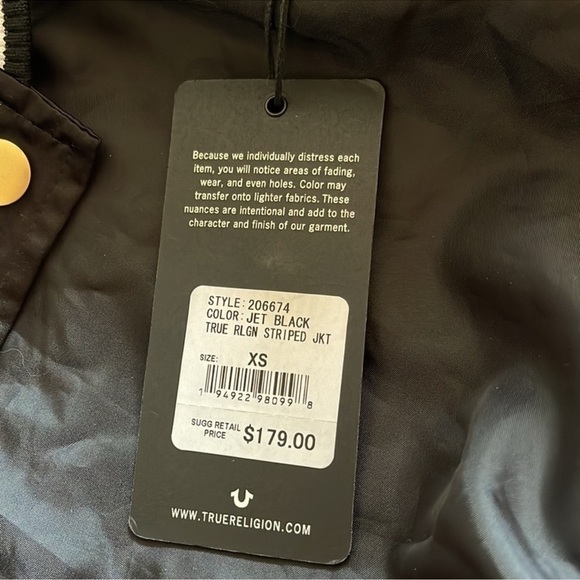 Because we individually distress each
item, you will notice areas of fading,
wear, and even holes. Color may
transfer onto lighter fabrics. These
nuances are intentional and add to the
character and finish of our garment.
STYLE: 206674
COLOR: JET BLACK
TRUE RLGN STRIPED JKT
SIZE: XS
1 94922 98099 8
SUGG RETAIL
PRICE $179.00
WWW.TRUERELIGION.COM